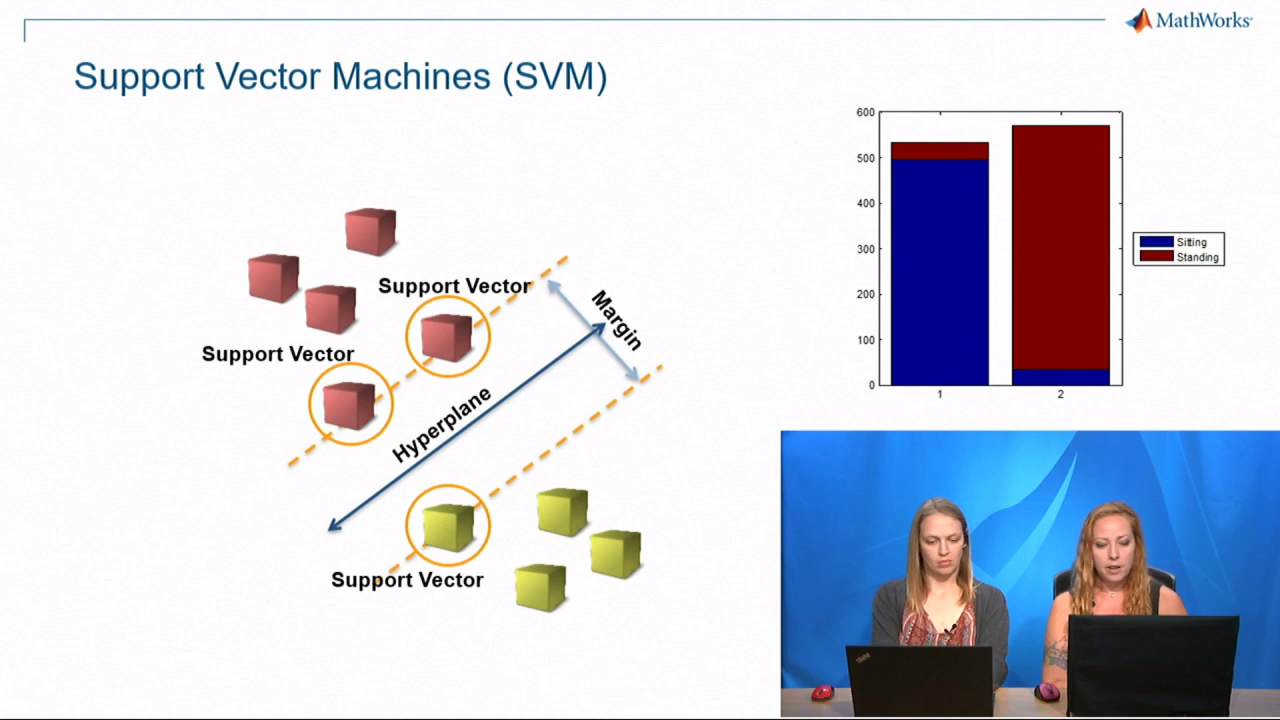 MathWorks
Support Vector Machines (SVM)
Support Vector
Support Vector
Margin
Hyperplane
Support Vector
600
500
400
300
200
100
0
1
2
Sitting
Standing